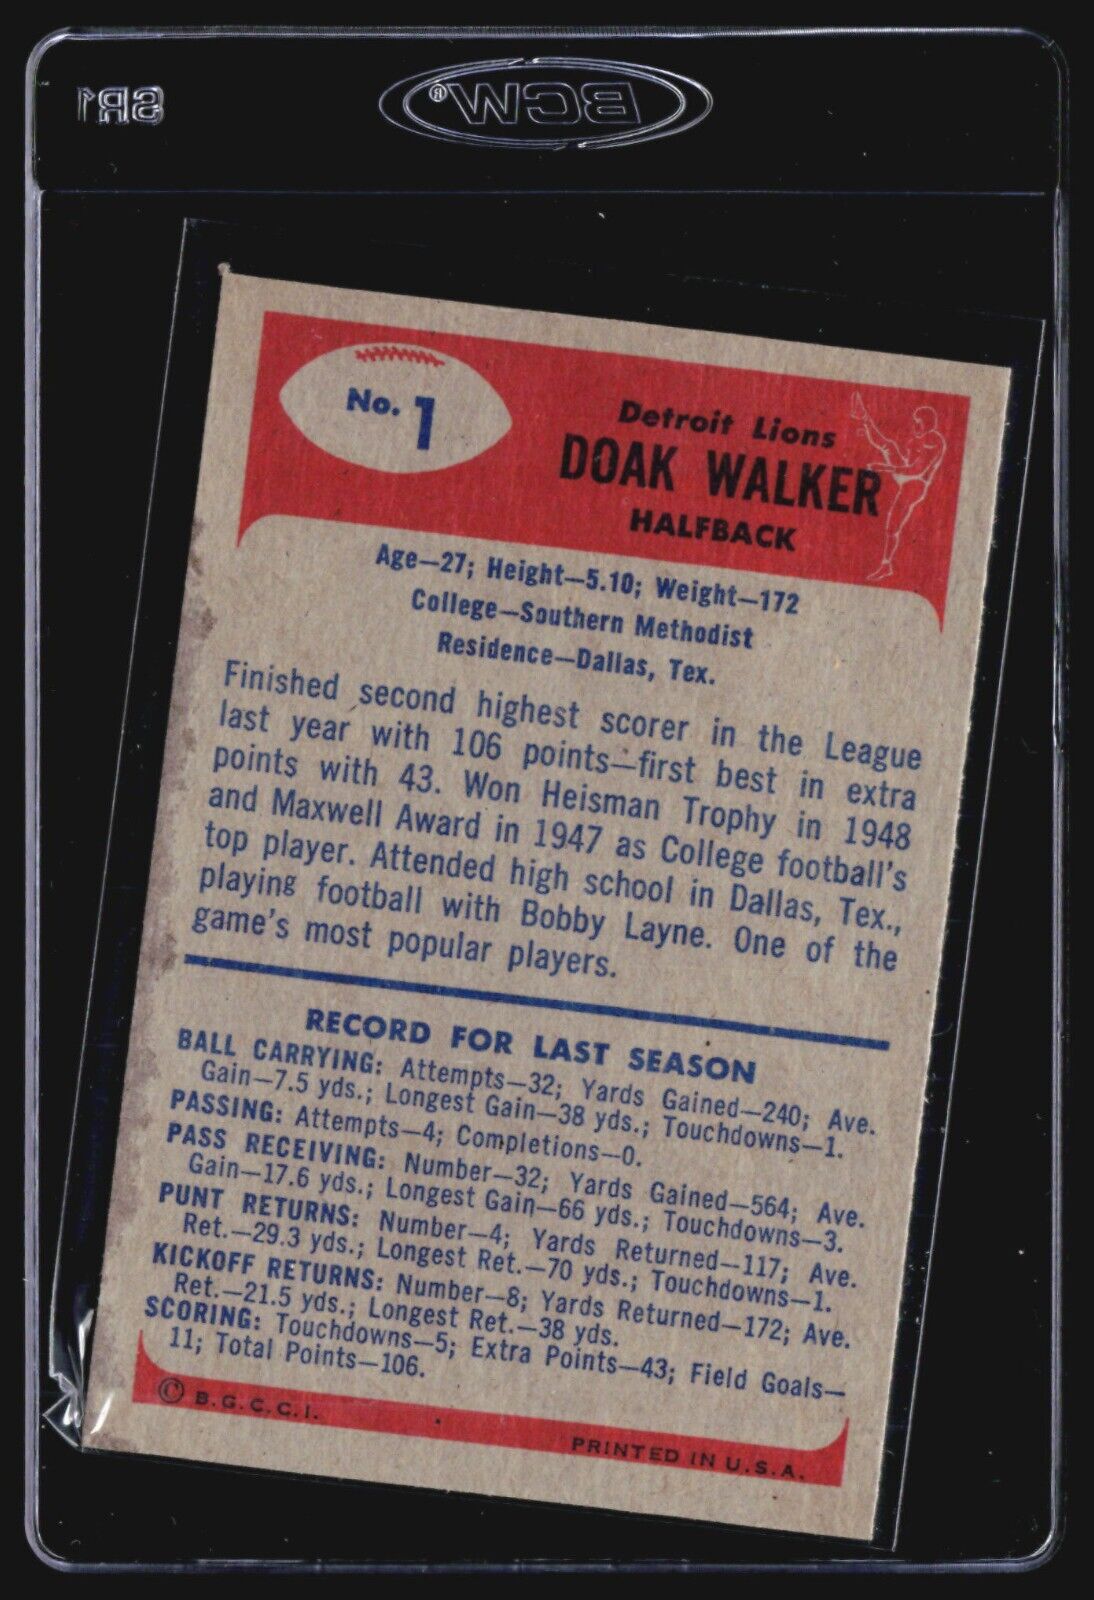 SR1
BCW®
No. 1
Detroit Lions
DOAK WALKER
HALFBACK
Age—27; Height—5.10; Weight—172
College—Southern Methodist
Residence—Dallas, Tex.
Finished second highest scorer in the League
last year with 106 points—first best in extra
points with 43. Won Heisman Trophy in 1948
and Maxwell Award in 1947 as College football's
top player. Attended high school in Dallas, Tex.,
playing football with Bobby Layne. One of the
game's most popular players.
RECORD FOR LAST SEASON
BALL CARRYING: Attempts—32; Yards Gained—240; Ave.
Gain—7.5 yds.; Longest Gain—38 yds.; Touchdowns—1.
PASSING: Attempts—4; Completions—0.
PASS RECEIVING: Number—32; Yards Gained—564; Ave.
Gain—17.6 yds.; Longest Gain—66 yds.; Touchdowns—3.
PUNT RETURNS: Number—4; Yards Returned—117; Ave.
Ret.—29.3 yds.; Longest Ret.—70 yds.; Touchdowns—1.
KICKOFF RETURNS: Number—8; Yards Returned—172; Ave.
Ret.—21.5 yds.; Longest Ret.—38 yds.
SCORING: Touchdowns—5; Extra Points—43; Field Goals—
11; Total Points—106.
© B.G.C.C.I.
PRINTED IN U.S.A.